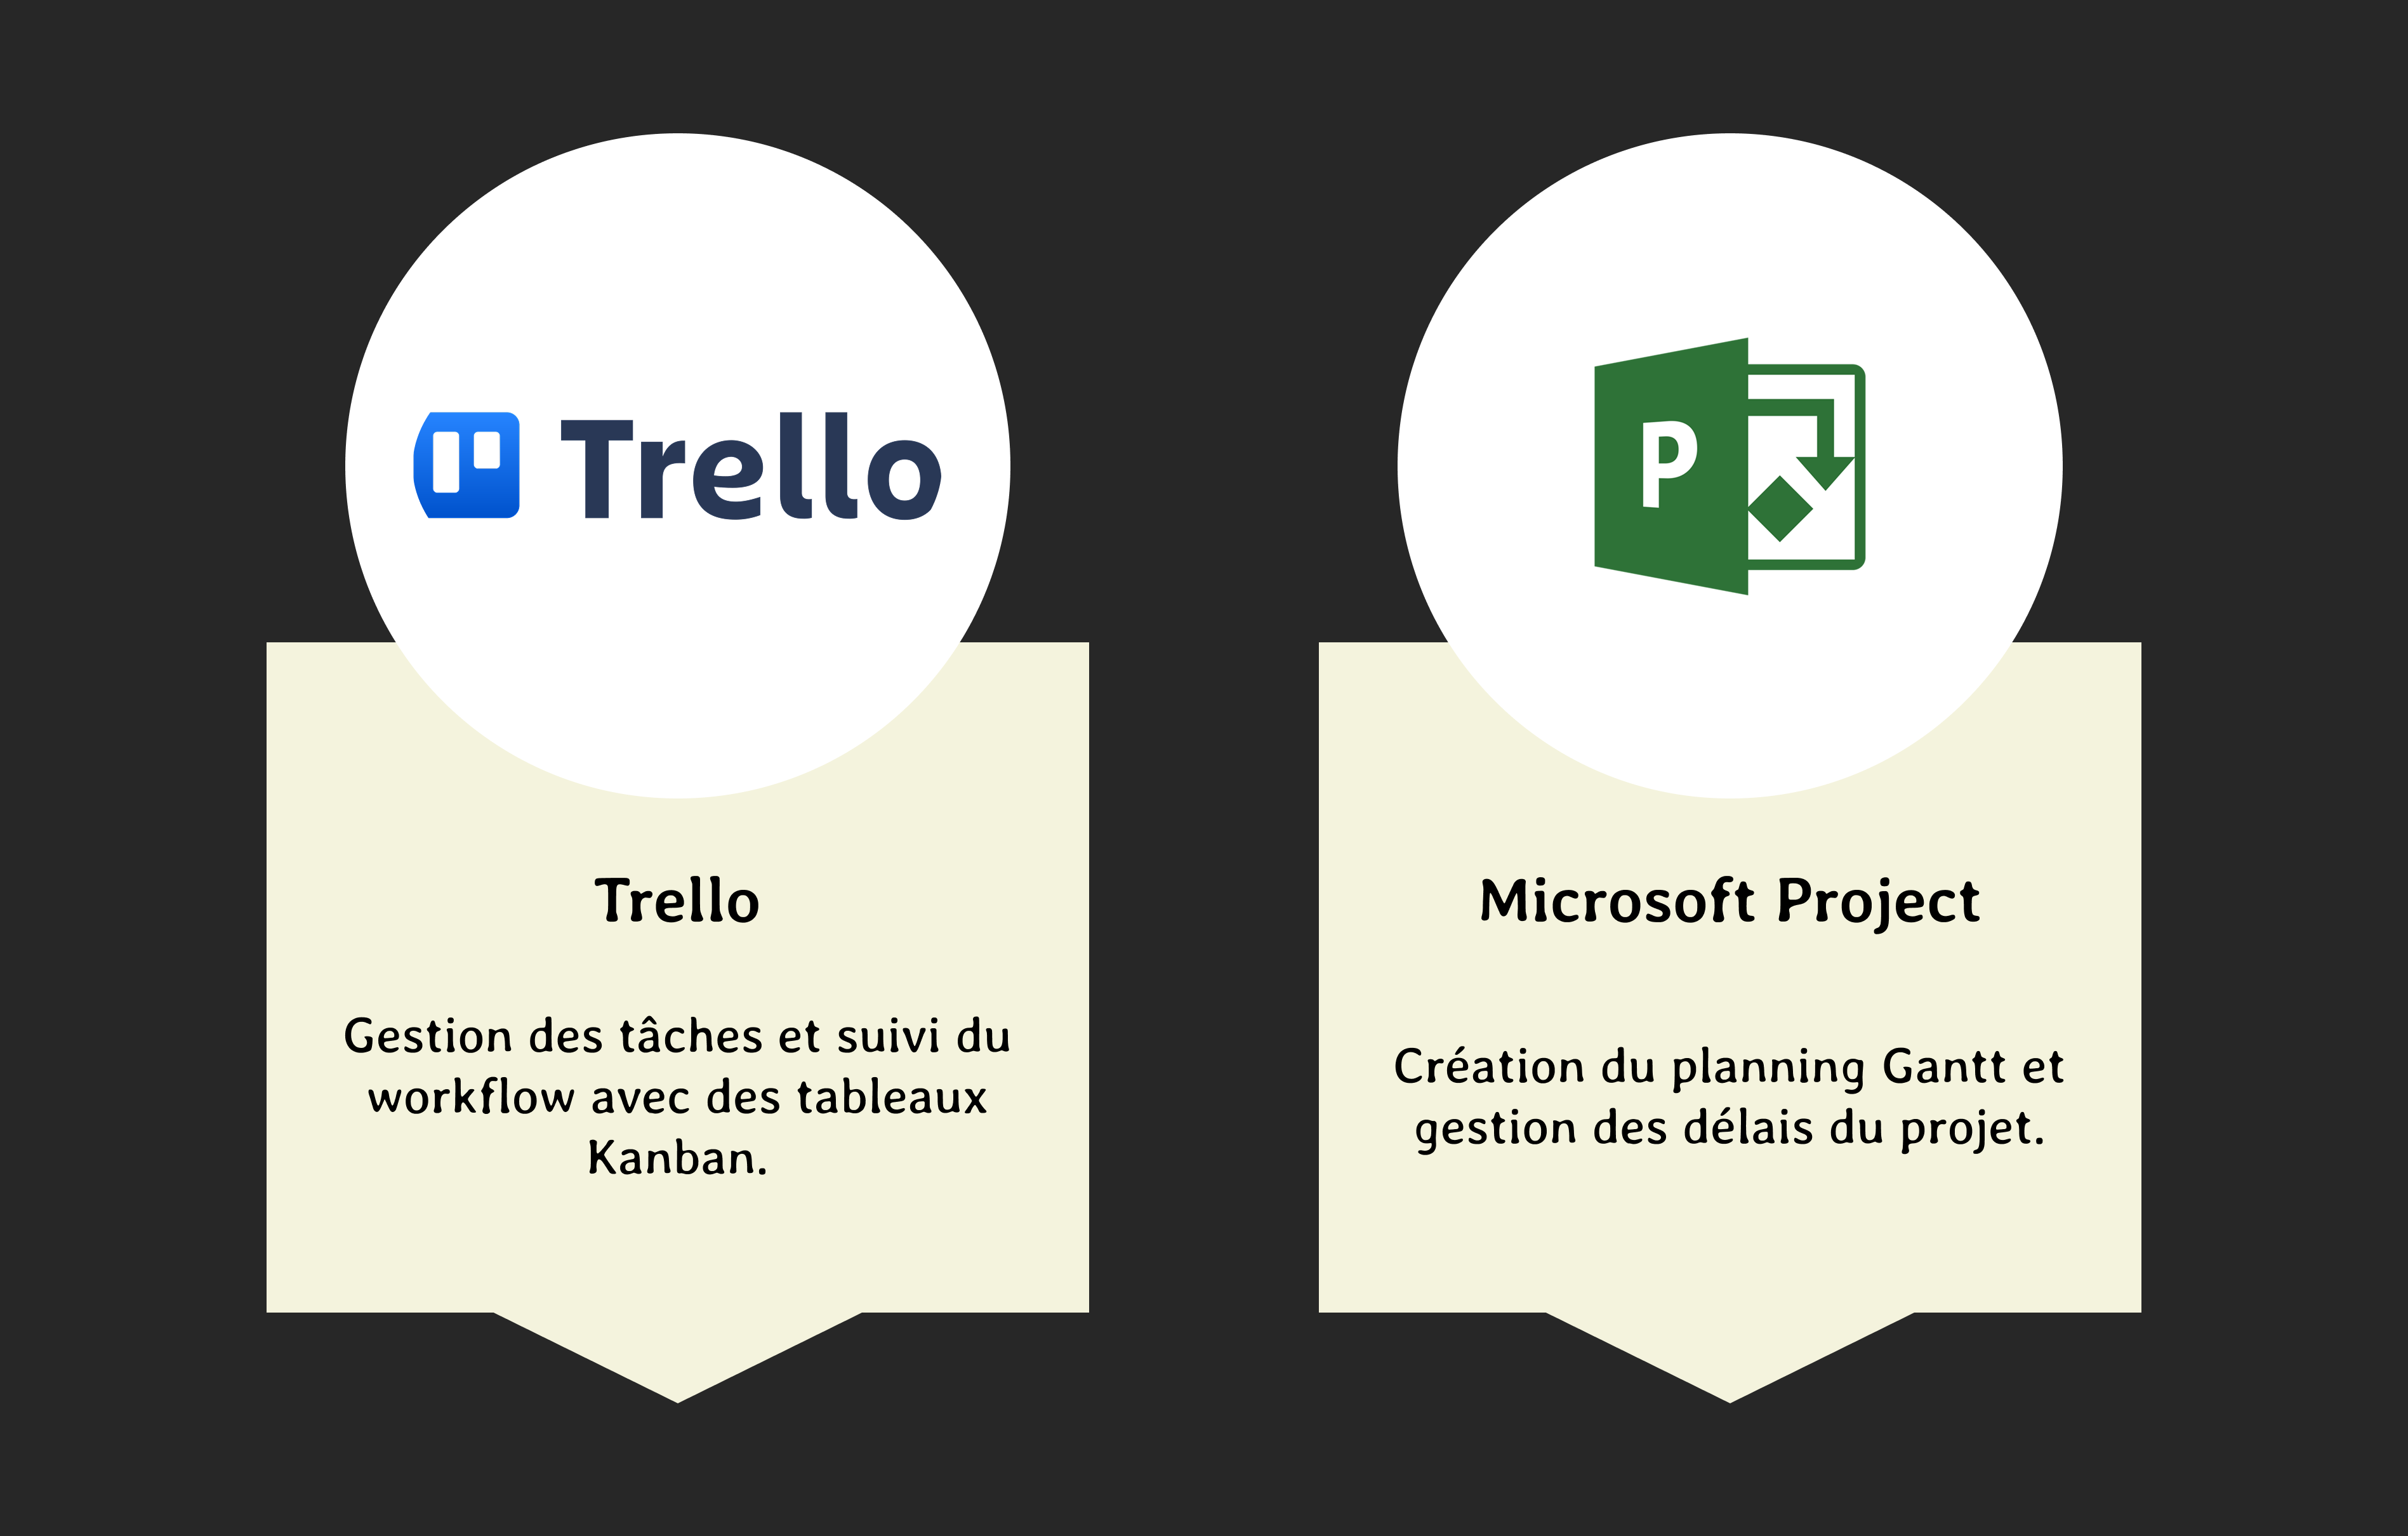 Trello
P
Trello
Gestion des tâches et suivi du
workflow avec des tableaux
Kanban.
Microsoft Project
Création du planning Gantt et
gestion des délais du projet.